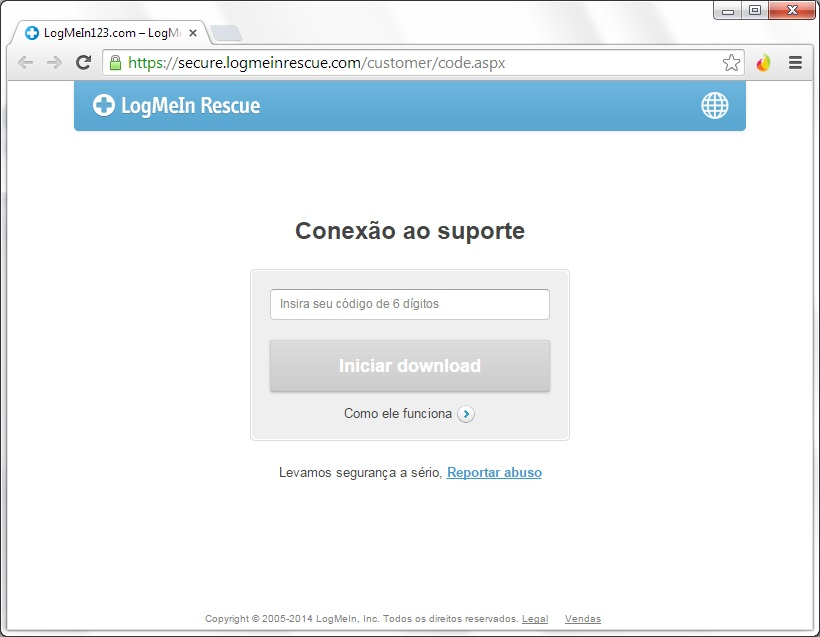 LogMeIn123.com – LogM
https://secure.logmeinrescue.com/customer/code.aspx
LogMeIn Rescue
Conexão ao suporte
Insira seu código de 6 dígitos
Iniciar download
Como ele funciona
Levamos segurança a sério, Reportar abuso
Copyright © 2005-2014 LogMeIn, Inc. Todos os direitos reservados. Legal Vendas